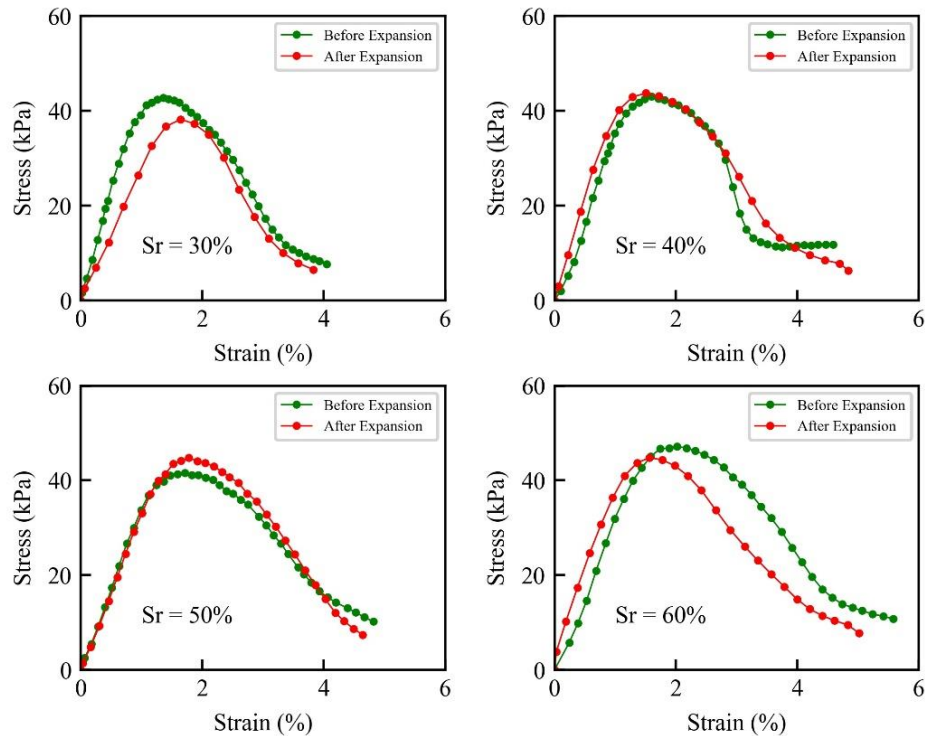 60
40
20
0
Stress (kPa)
Before Expansion
After Expansion
Sr = 30%
0 2 4 6
Strain (%)
60
40
20
0
Stress (kPa)
Before Expansion
After Expansion
Sr = 40%
0 2 4 6
Strain (%)
60
40
20
0
Stress (kPa)
Before Expansion
After Expansion
Sr = 50%
0 2 4 6
Strain (%)
60
40
20
0
Stress (kPa)
Before Expansion
After Expansion
Sr = 60%
0 2 4 6
Strain (%)